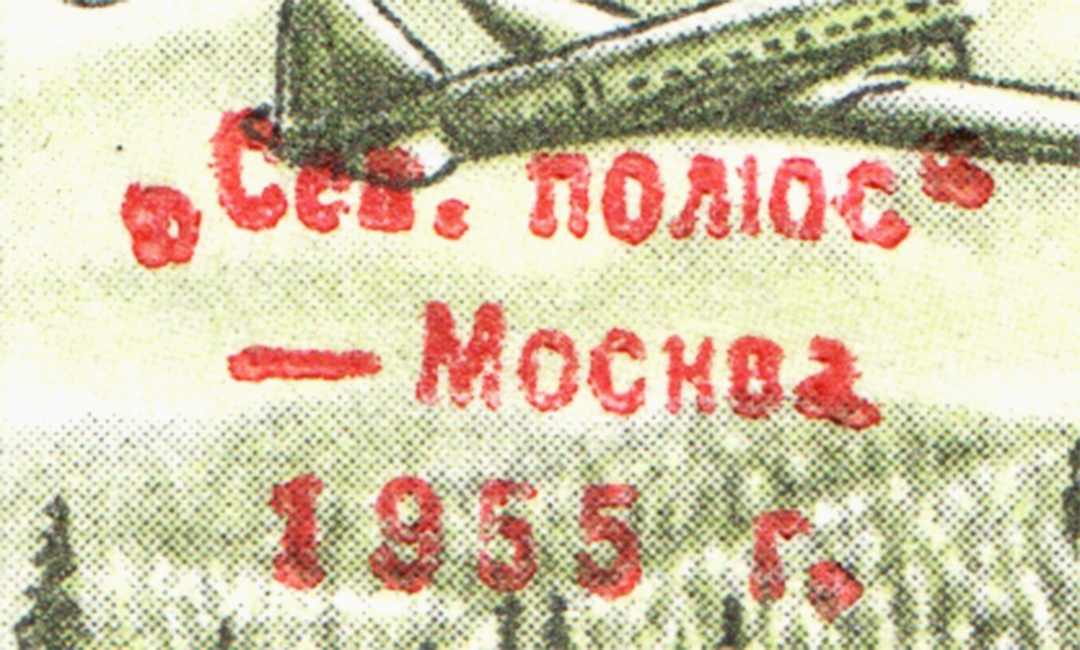 „Сев. полюс“
— Москва
1955 г.